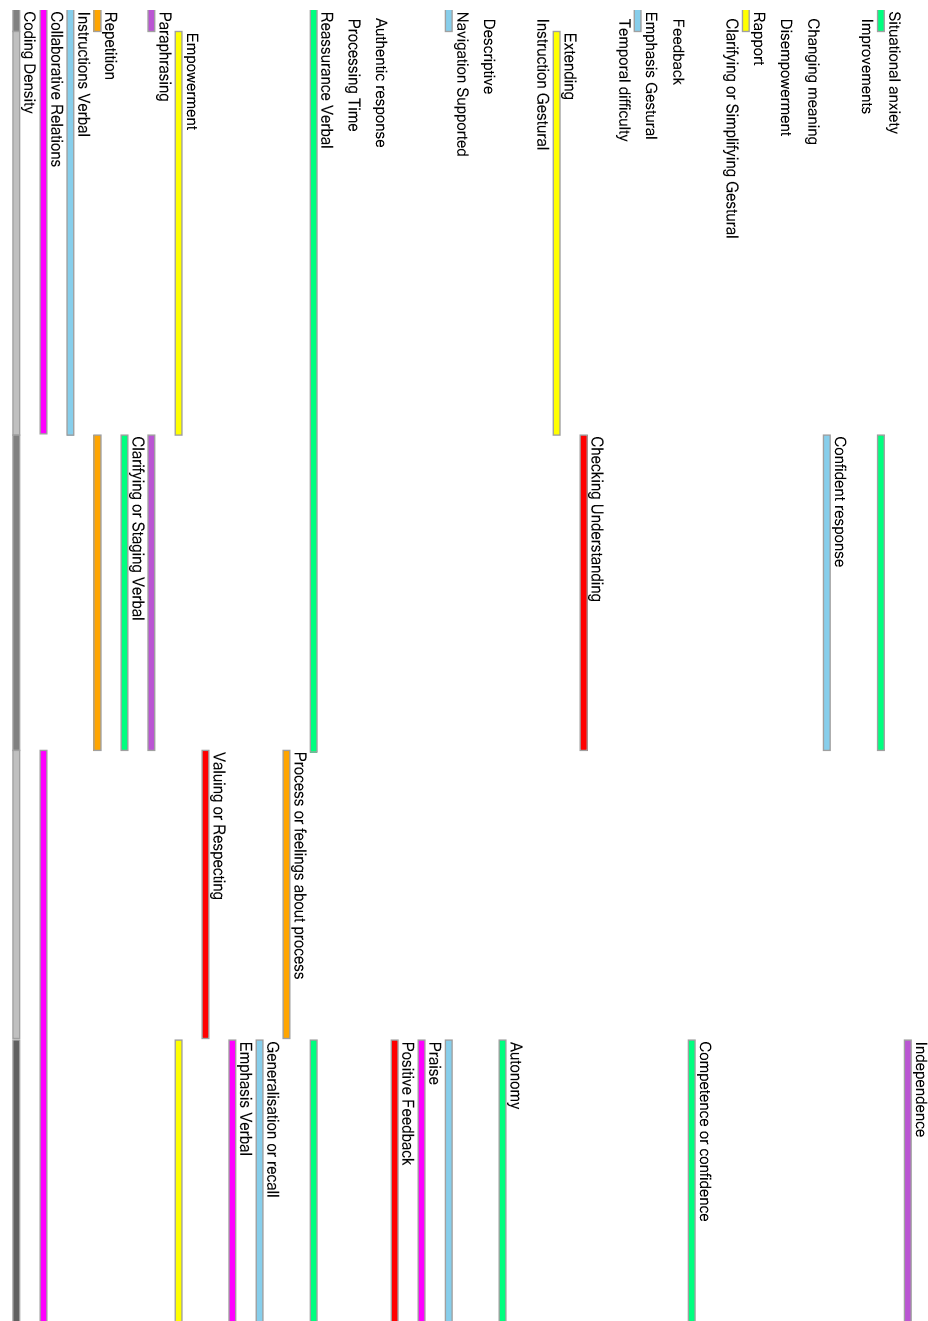 Coding Density
Collaborative Relations
Instructions Verbal
Repetition
Clarifying or Staging Verbal
Paraphrasing
Empowerment
Valuing or Respecting
Emphasis Verbal
Generalisation or recall
Process or feelings about process
Reassurance Verbal
Processing Time
Authentic response
Positive Feedback
Praise
Navigation Supported
Descriptive
Autonomy
Instruction Gestural
Extending
Checking Understanding
Temporal difficulty
Emphasis Gestural
Feedback
Competence or confidence
Clarifying or Simplifying Gestural
Rapport
Disempowerment
Changing meaning
Confident response
Improvements
Situational anxiety
Independence